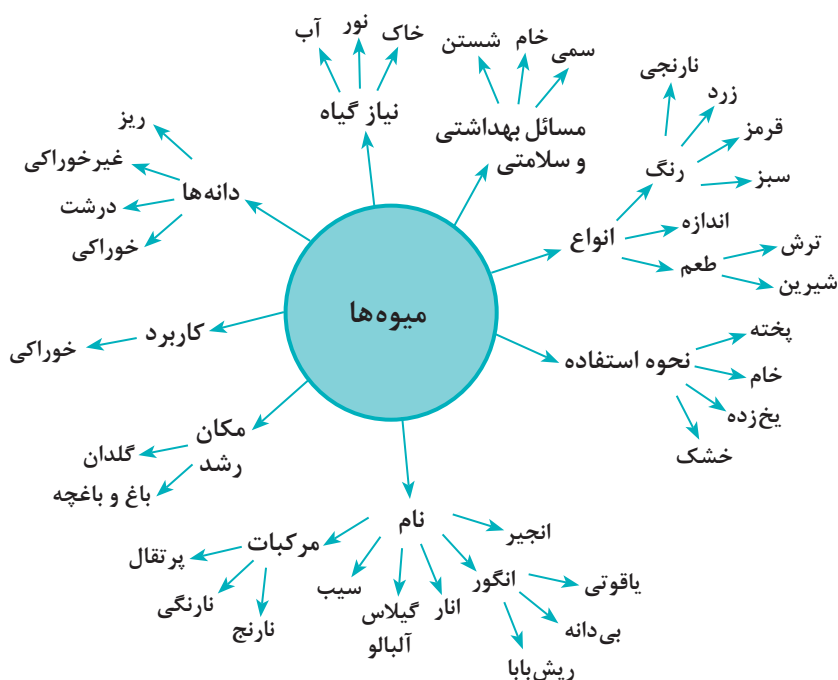 میوه‌ها
نیاز گیاه
خاک
نور
آب
مسائل بهداشتی
و سلامتی
سمی
خام
شستن
انواع
رنگ
نارنجی
زرد
قرمز
سبز
اندازه
طعم
ترش
شیرین
نحوه استفاده
پخته
خام
یخ‌زده
خشک
نام
انجیر
انگور
یاقوتی
بی‌دانه
ریش‌بابا
انار
گیلاس
آلبالو
سیب
مرکبات
پرتقال
نارنگی
نارنج
مکان
رشد
گلدان
باغ و باغچه
کاربرد
خوراکی
دانه‌ها
ریز
غیرخوراکی
درشت
خوراکی